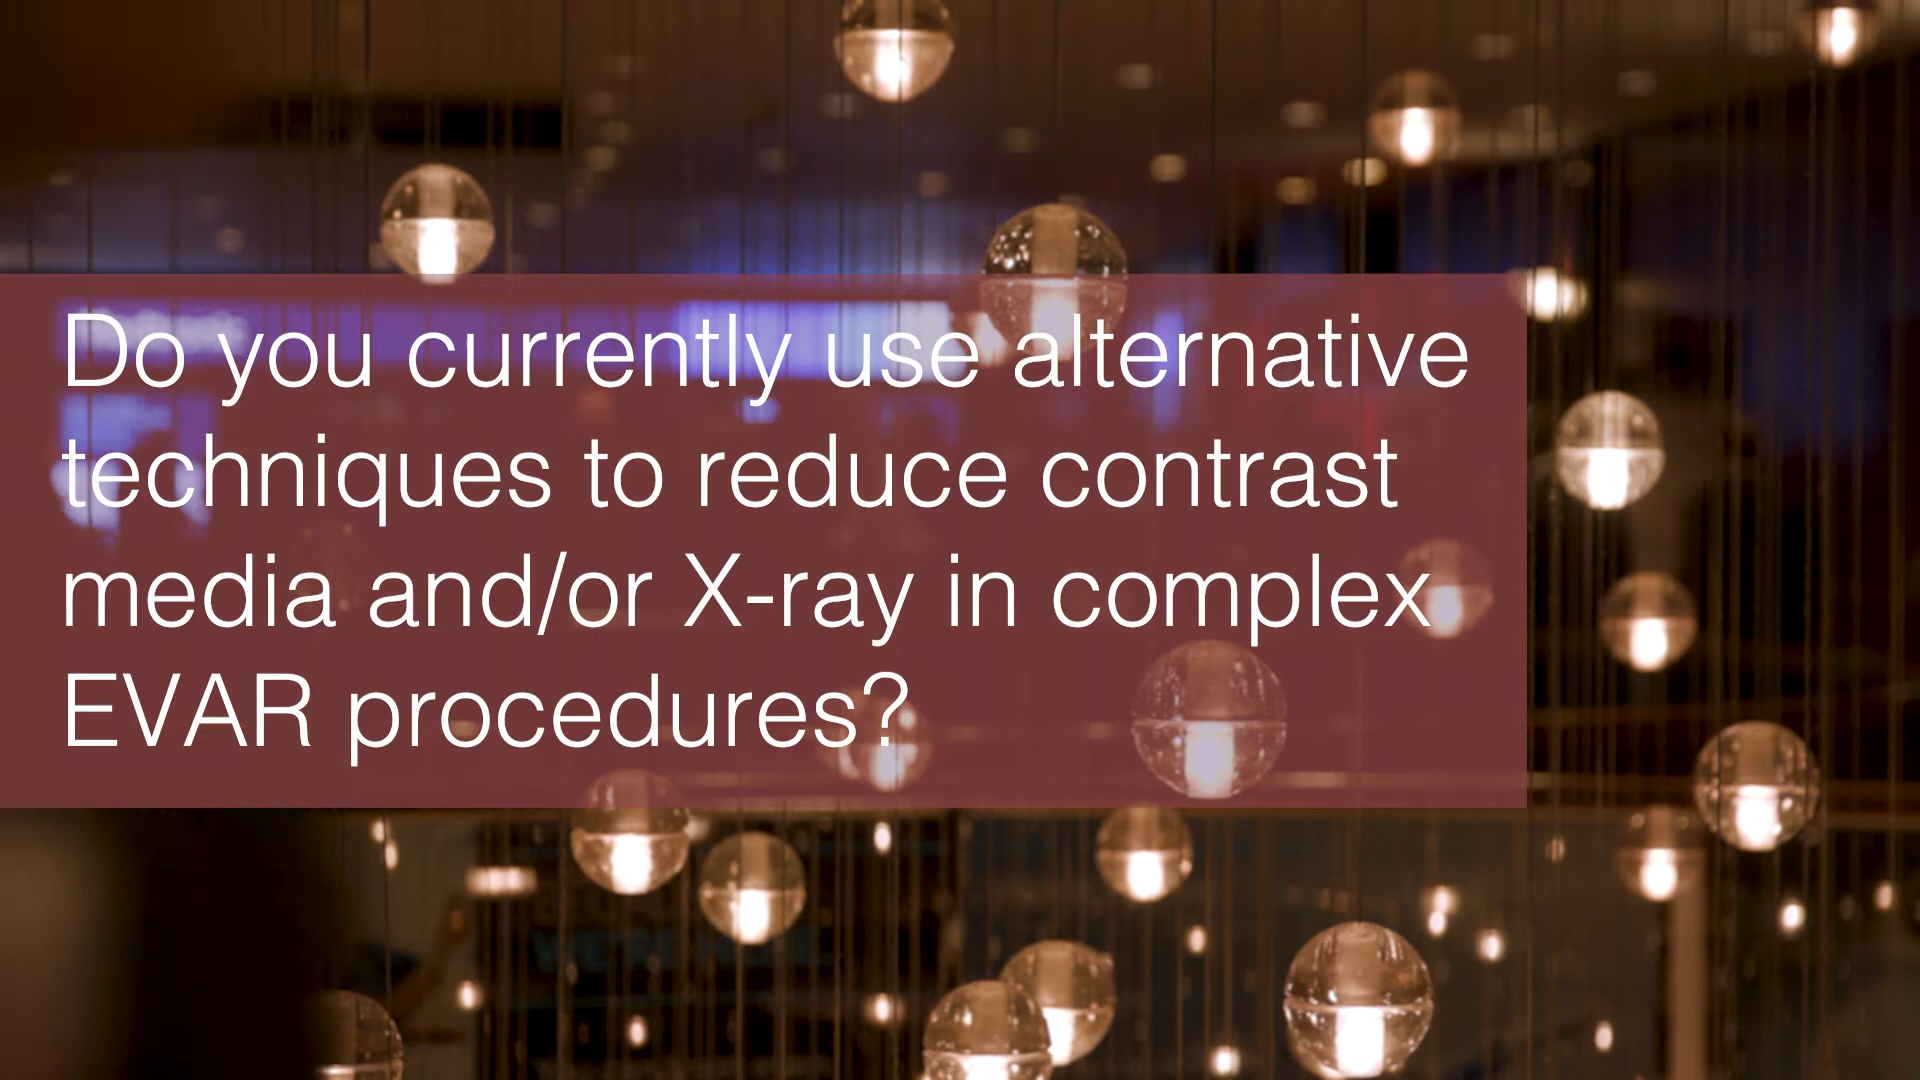 Do you currently use alternative
techniques to reduce contrast
media and/or X-ray in complex
EVAR procedures?